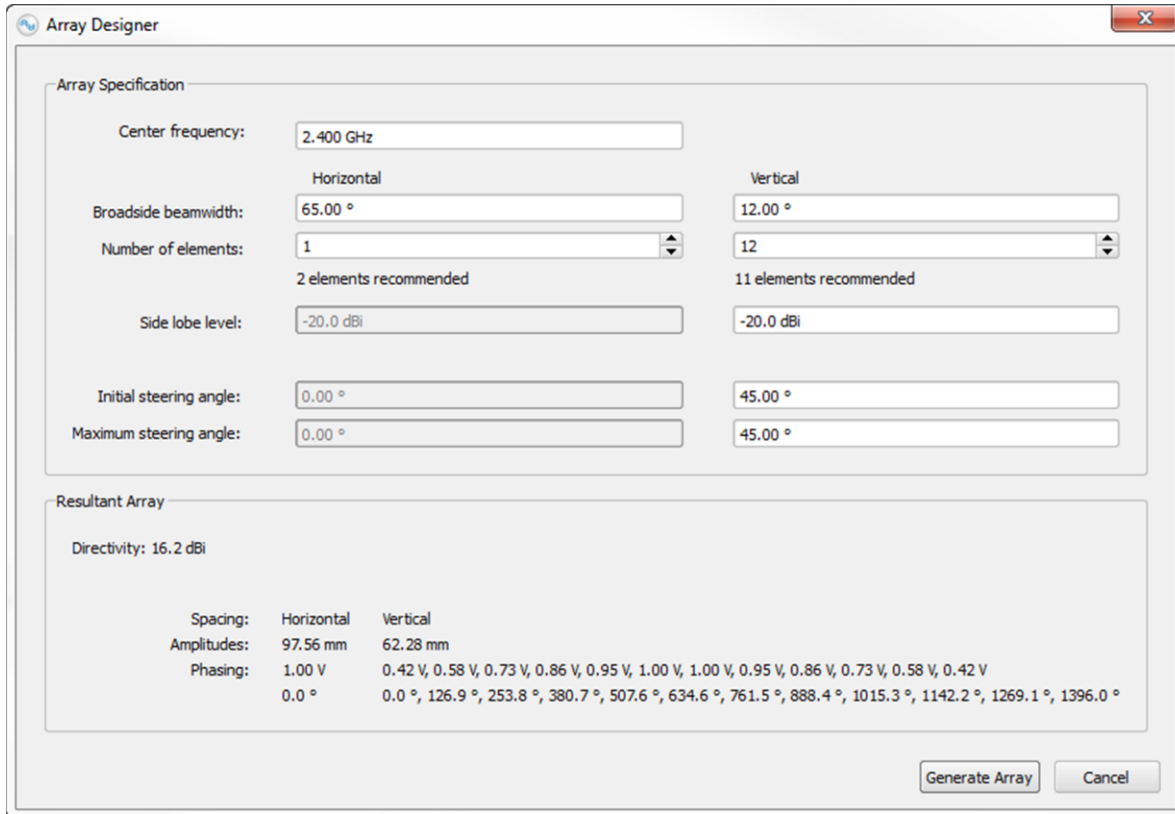 Array Designer
Array Specification
Center frequency: 2.400 GHz
Horizontal Vertical
Broadside beamwidth: 65.00 ° 12.00 °
Number of elements: 1 12
2 elements recommended 11 elements recommended
Side lobe level: -20.0 dBi -20.0 dBi
Initial steering angle: 0.00 ° 45.00 °
Maximum steering angle: 0.00 ° 45.00 °
Resultant Array
Directivity: 16.2 dBi
Spacing: Horizontal Vertical
Amplitudes: 97.56 mm 62.28 mm
Phasing: 1.00 V 0.42 V, 0.58 V, 0.73 V, 0.86 V, 0.95 V, 1.00 V, 1.00 V, 0.95 V, 0.86 V, 0.73 V, 0.58 V, 0.42 V
0.0 ° 0.0 °, 126.9 °, 253.8 °, 380.7 °, 507.6 °, 634.6 °, 761.5 °, 888.4 °, 1015.3 °, 1142.2 °, 1269.1 °, 1396.0 °
Generate Array Cancel